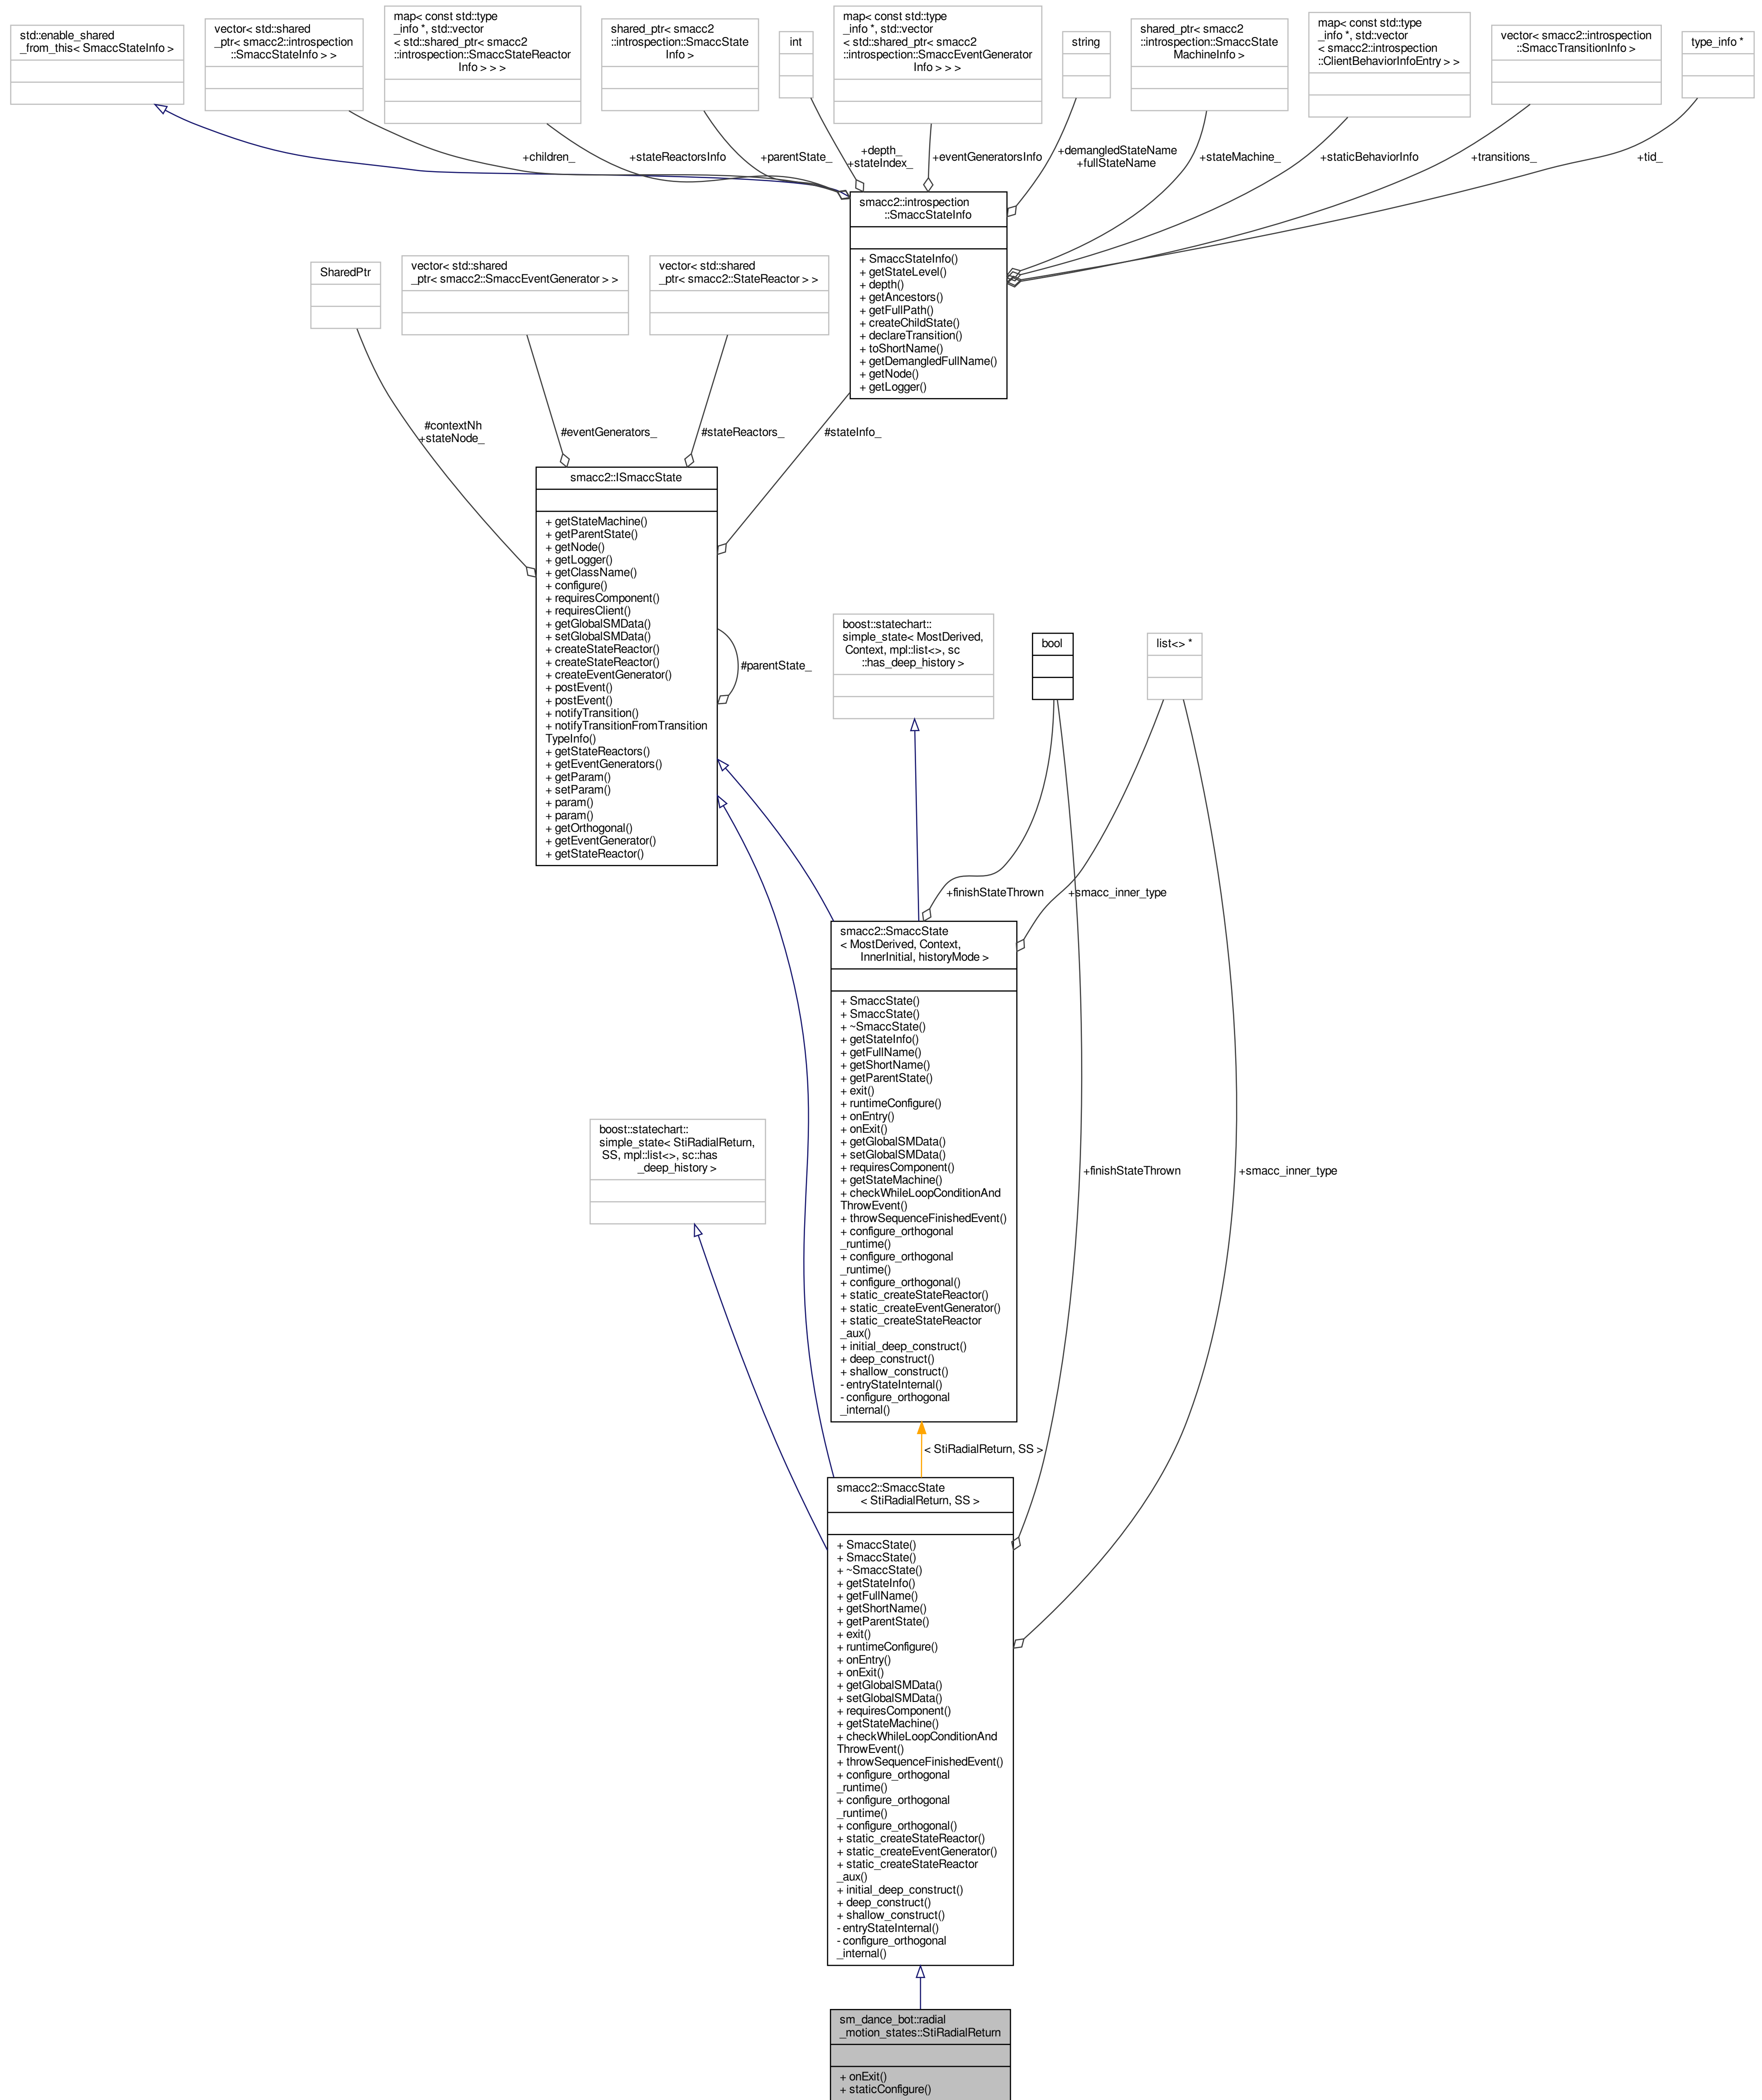 std::enable_shared
_from_this< SmaccStateInfo >
vector< std::shared
_ptr< smacc2::introspection
::SmaccStateInfo > >
map< const std::type
_info *, std::vector
< std::shared_ptr< smacc2
::introspection::SmaccStateReactor
Info > > >
shared_ptr< smacc2
::introspection::SmaccState
Info >
int
map< const std::type
_info *, std::vector
< std::shared_ptr< smacc2
::introspection::SmaccEventGenerator
Info > > >
string
shared_ptr< smacc2
::introspection::SmaccState
MachineInfo >
map< const std::type
_info *, std::vector
< smacc2::introspection
::ClientBehaviorInfoEntry > >
vector< smacc2::introspection
::SmaccTransitionInfo >
type_info *
+children_
+stateReactorsInfo
+parentState_
+depth_
+stateIndex_
+eventGeneratorsInfo
+demangledStateName
+fullStateName
+stateMachine_
+staticBehaviorInfo
+transitions_
+tid_
smacc2::introspection
::SmaccStateInfo
+ SmaccStateInfo()
+ getStateLevel()
+ depth()
+ getAncestors()
+ getFullPath()
+ createChildState()
+ declareTransition()
+ toShortName()
+ getDemangledFullName()
+ getNode()
+ getLogger()
SharedPtr
vector< std::shared
_ptr< smacc2::SmaccEventGenerator > >
vector< std::shared
_ptr< smacc2::StateReactor > >
#contextNh
+stateNode_
#eventGenerators_
#stateReactors_
#stateInfo_
smacc2::ISmaccState
+ getStateMachine()
+ getParentState()
+ getNode()
+ getLogger()
+ getClassName()
+ configure()
+ requiresComponent()
+ requiresClient()
+ getGlobalSMData()
+ setGlobalSMData()
+ createStateReactor()
+ createStateReactor()
+ createEventGenerator()
+ postEvent()
+ postEvent()
+ notifyTransition()
+ notifyTransitionFromTransition
TypeInfo()
+ getStateReactors()
+ getEventGenerators()
+ getParam()
+ setParam()
+ param()
+ param()
+ getOrthogonal()
+ getEventGenerator()
+ getStateReactor()
#parentState_
boost::statechart::
simple_state< MostDerived,
Context, mpl::list<>, sc
::has_deep_history >
bool
list<> *
+finishStateThrown
+smacc_inner_type
smacc2::SmaccState
< MostDerived, Context,
InnerInitial, historyMode >
+ SmaccState()
+ SmaccState()
+ ~SmaccState()
+ getStateInfo()
+ getFullName()
+ getShortName()
+ getParentState()
+ exit()
+ runtimeConfigure()
+ onEntry()
+ onExit()
+ getGlobalSMData()
+ setGlobalSMData()
+ requiresComponent()
+ getStateMachine()
+ checkWhileLoopConditionAnd
ThrowEvent()
+ throwSequenceFinishedEvent()
+ configure_orthogonal
_runtime()
+ configure_orthogonal
_runtime()
+ configure_orthogonal()
+ static_createStateReactor()
+ static_createEventGenerator()
+ static_createStateReactor
_aux()
+ initial_deep_construct()
+ deep_construct()
+ shallow_construct()
- entryStateInternal()
- configure_orthogonal
_internal()
boost::statechart::
simple_state< StiRadialReturn,
SS, mpl::list<>, sc::has
_deep_history >
+finishStateThrown
+smacc_inner_type
< StiRadialReturn, SS >
smacc2::SmaccState
< StiRadialReturn, SS >
+ SmaccState()
+ SmaccState()
+ ~SmaccState()
+ getStateInfo()
+ getFullName()
+ getShortName()
+ getParentState()
+ exit()
+ runtimeConfigure()
+ onEntry()
+ onExit()
+ getGlobalSMData()
+ setGlobalSMData()
+ requiresComponent()
+ getStateMachine()
+ checkWhileLoopConditionAnd
ThrowEvent()
+ throwSequenceFinishedEvent()
+ configure_orthogonal
_runtime()
+ configure_orthogonal
_runtime()
+ configure_orthogonal()
+ static_createStateReactor()
+ static_createEventGenerator()
+ static_createStateReactor
_aux()
+ initial_deep_construct()
+ deep_construct()
+ shallow_construct()
- entryStateInternal()
- configure_orthogonal
_internal()
sm_dance_bot::radial
_motion_states::StiRadialReturn
+ onExit()
+ staticConfigure()